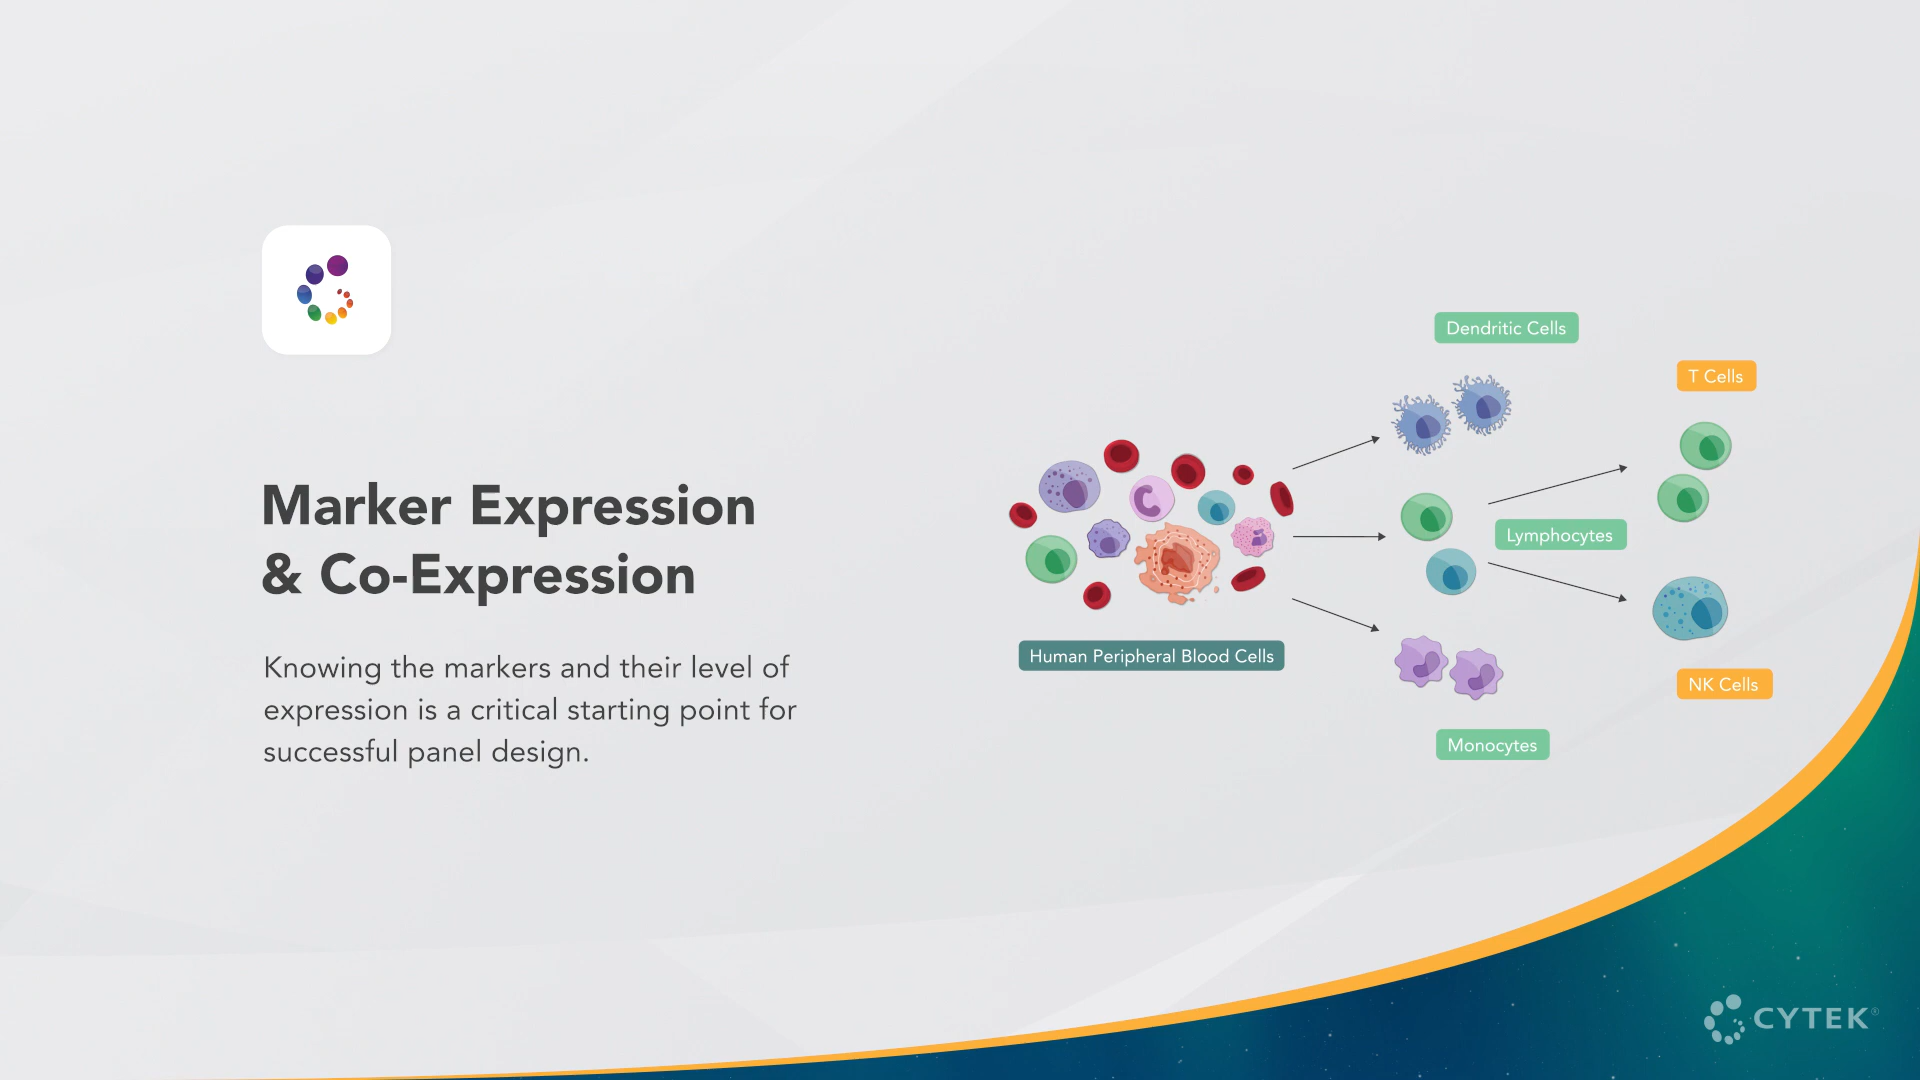 Marker Expression
& Co-Expression
Knowing the markers and their level of
expression is a critical starting point for
successful panel design.
Human Peripheral Blood Cells
Dendritic Cells
Lymphocytes
Monocytes
T Cells
NK Cells
CYTEK®